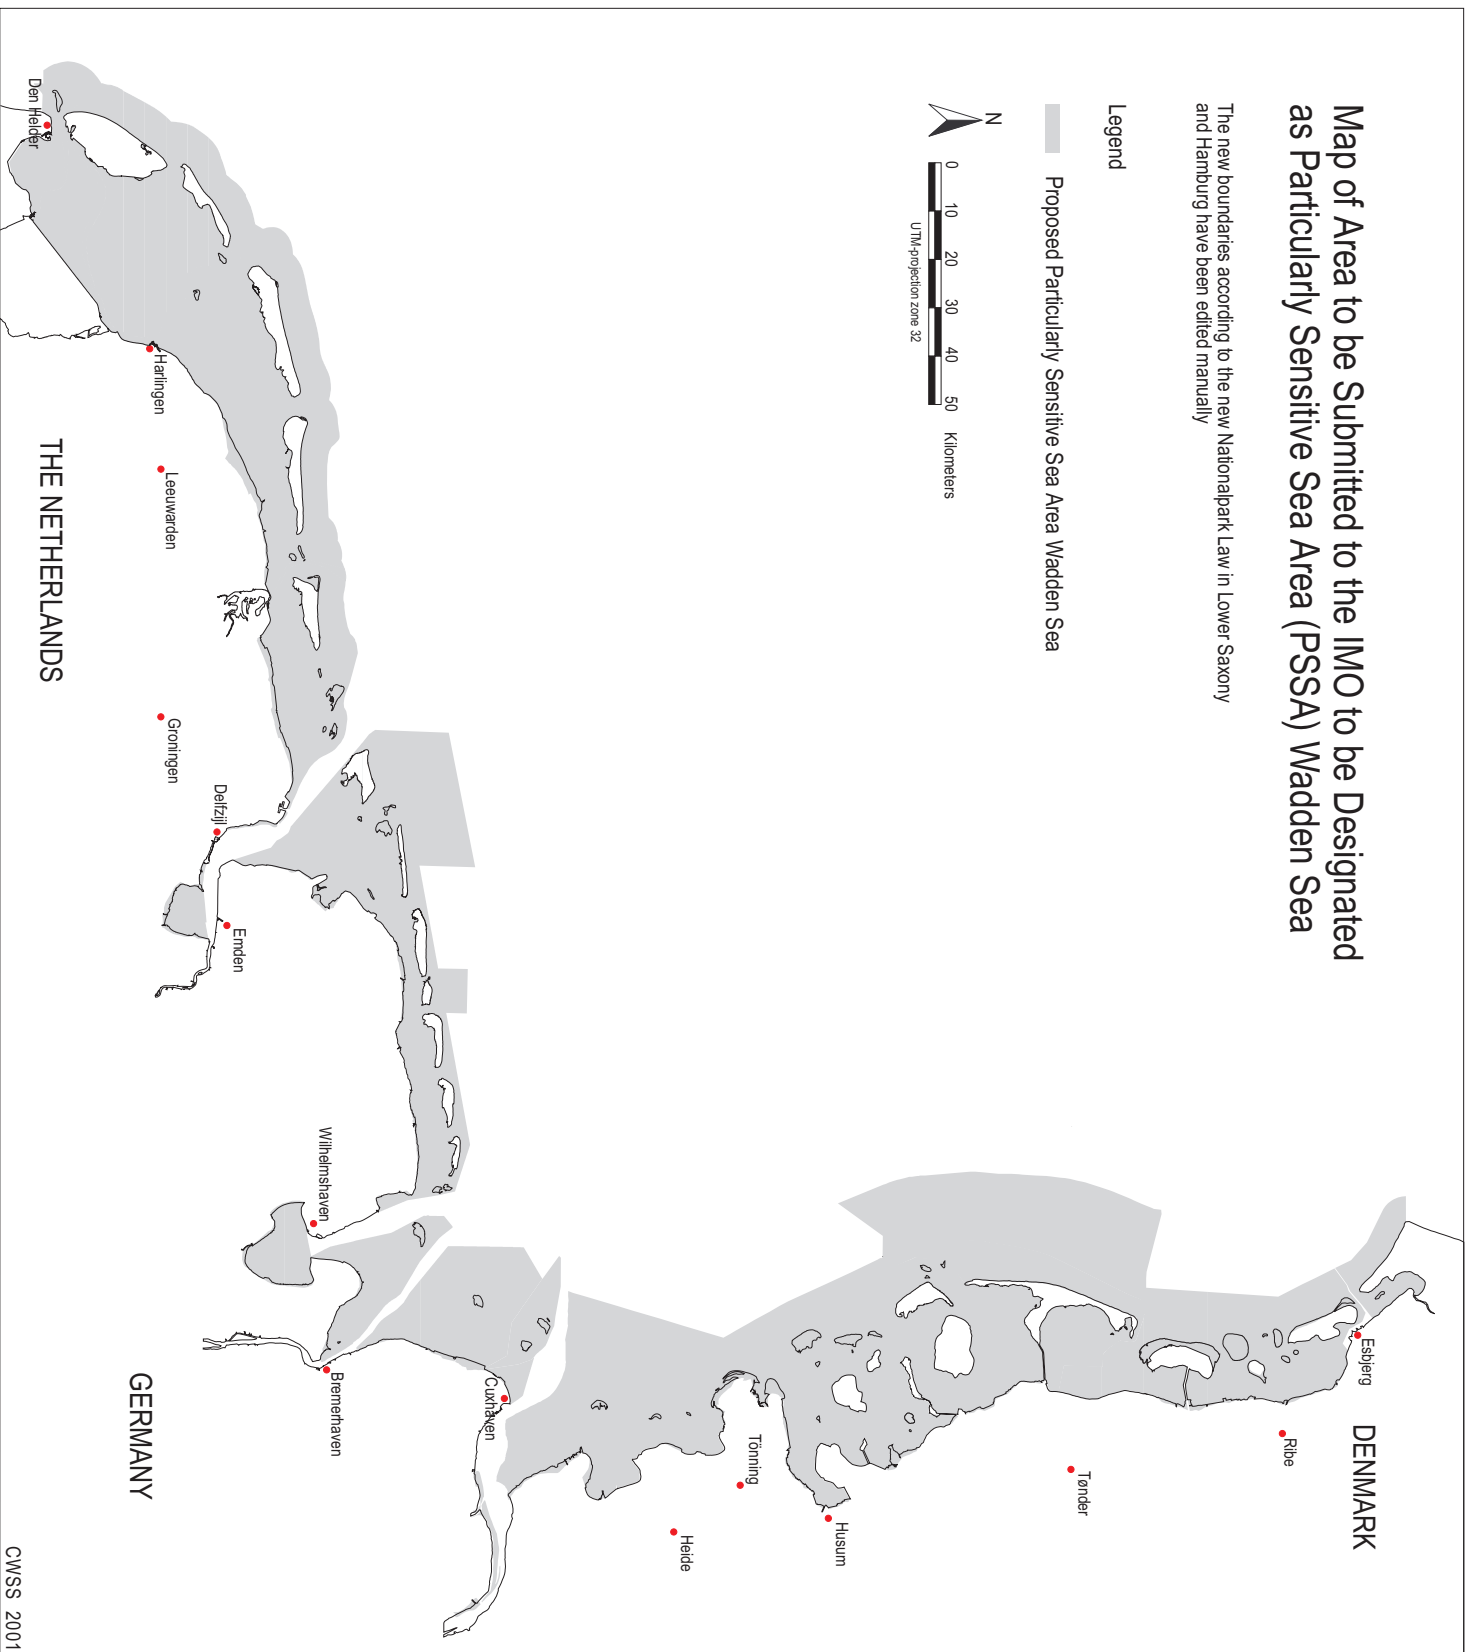 Map of Area to be Submitted to the IMO to be Designated
as Particularly Sensitive Sea Area (PSSA) Wadden Sea
The new boundaries according to the new Nationalpark Law in Lower Saxony
and Hamburg have been edited manually
Legend
Proposed Particularly Sensitive Sea Area Wadden Sea
N
0 10 20 30 40 50 Kilometers
UTM-projection zone 32
DENMARK
Esbjerg
Ribe
Tønder
Husum
Tönning
Heide
Cuxhaven
Bremerhaven
Wilhelmshaven
GERMANY
Emden
Delfzijl
Groningen
Leeuwarden
Harlingen
Den Helder
THE NETHERLANDS
CWSS 2001